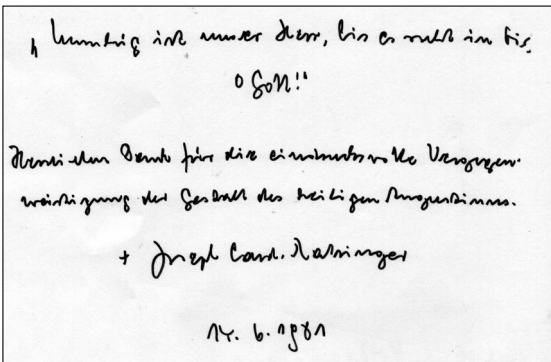 „Unruhig ist unser Herz, bis es ruht in Dir,
o Gott!"
Herzlichen Dank für die eindrucksvolle Vergegen-
wärtigung der Gestalt des heiligen Augustinus.
+ Joseph Card. Ratzinger
14. 6. 1981